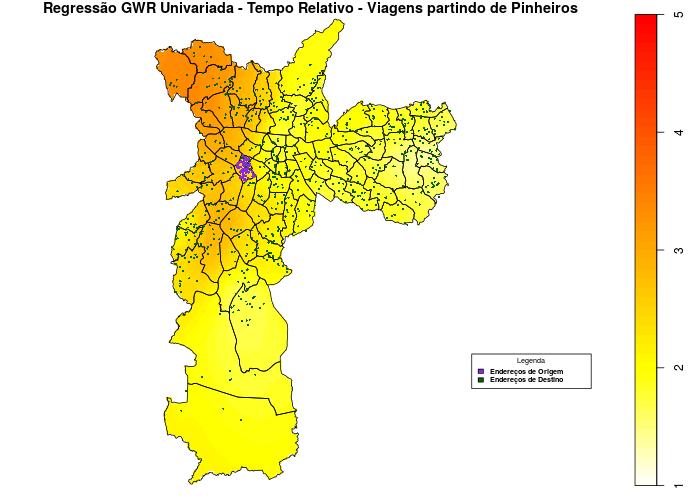 Regressão GWR Univariada - Tempo Relativo - Viagens partindo de Pinheiros
5
4
3
2
1
Legenda
Endereços de Origem
Endereços de Destino